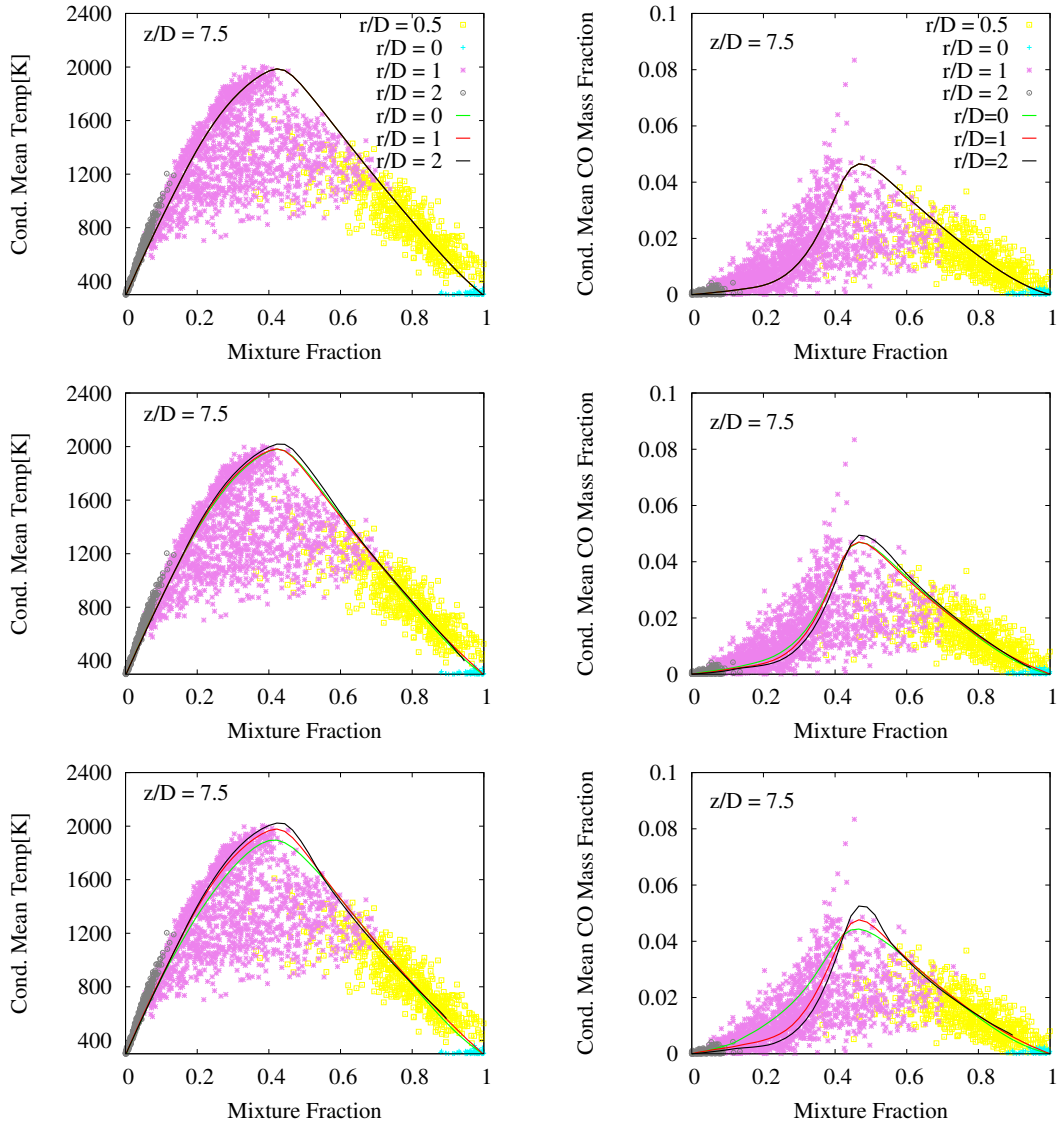 2400
2000
1600
1200
800
400
0 0.2 0.4 0.6 0.8 1
Cond. Mean Temp[K]
Mixture Fraction
z/D = 7.5
r/D = 0.5
r/D = 0
r/D = 1
r/D = 2
r/D = 0
r/D = 1
r/D = 2
0.1
0.08
0.06
0.04
0.02
0
0 0.2 0.4 0.6 0.8 1
Cond. Mean CO Mass Fraction
Mixture Fraction
z/D = 7.5
r/D = 0.5
r/D = 0
r/D = 1
r/D = 2
r/D=0
r/D=1
r/D=2
2400
2000
1600
1200
800
400
0 0.2 0.4 0.6 0.8 1
Cond. Mean Temp[K]
Mixture Fraction
z/D = 7.5
0.1
0.08
0.06
0.04
0.02
0
0 0.2 0.4 0.6 0.8 1
Cond. Mean CO Mass Fraction
Mixture Fraction
z/D = 7.5
2400
2000
1600
1200
800
400
0 0.2 0.4 0.6 0.8 1
Cond. Mean Temp[K]
Mixture Fraction
z/D = 7.5
0.1
0.08
0.06
0.04
0.02
0
0 0.2 0.4 0.6 0.8 1
Cond. Mean CO Mass Fraction
Mixture Fraction
z/D = 7.5